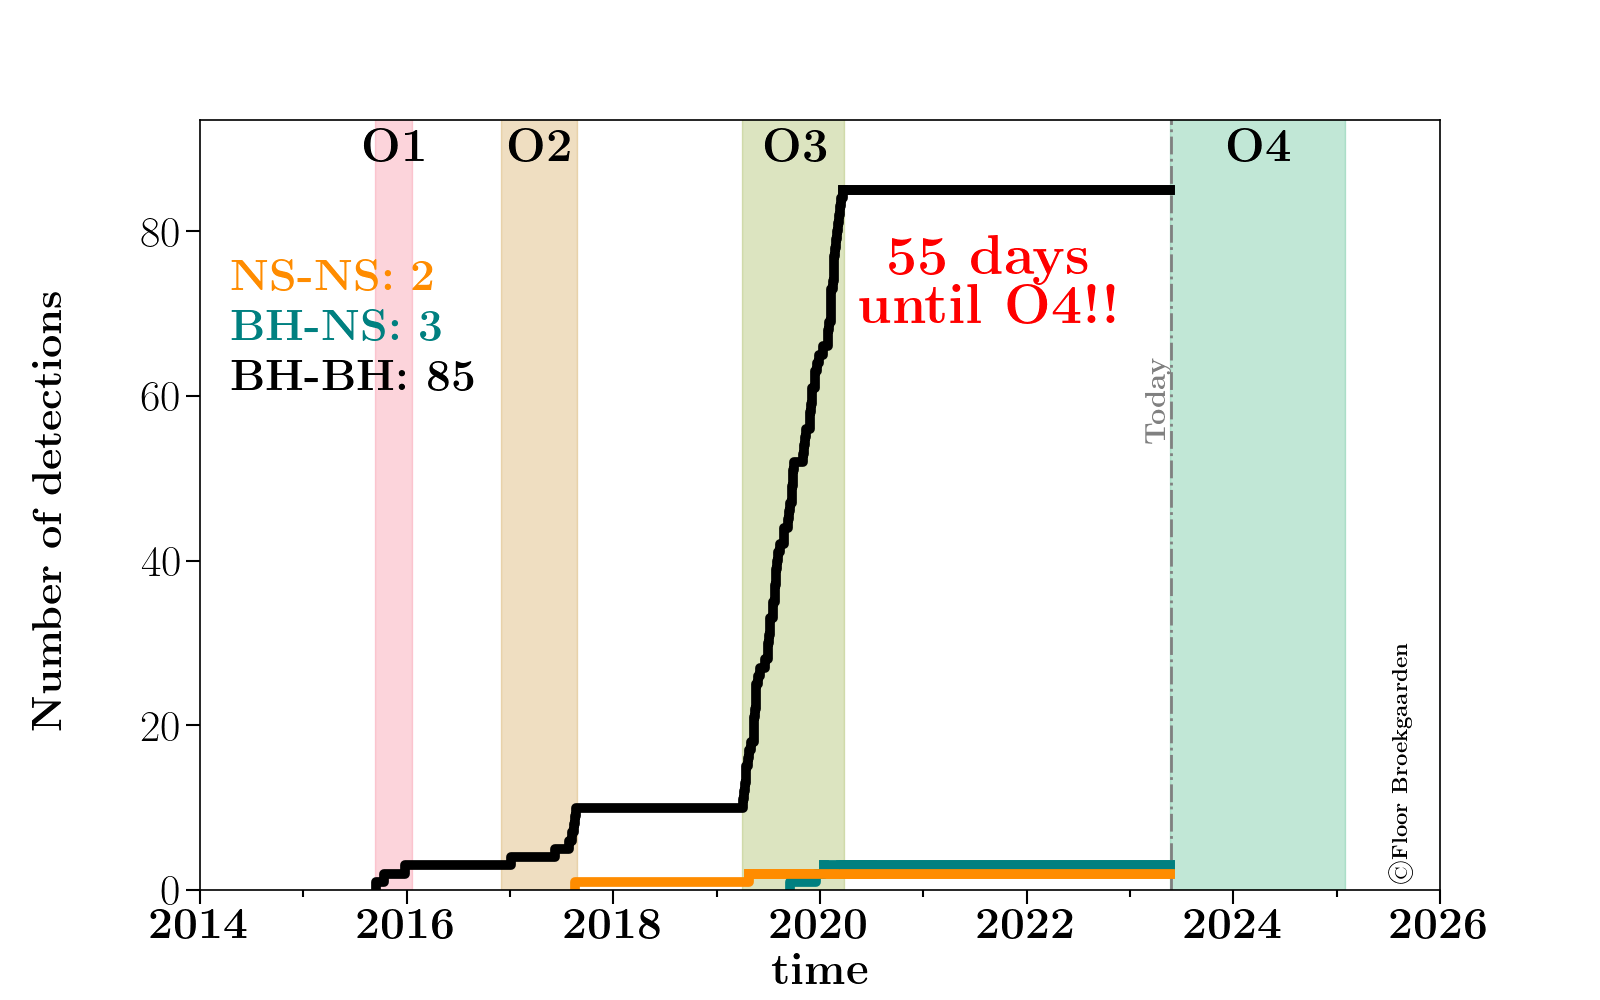 O1
O2
O3
O4
80
60
40
20
0
Number of detections
NS-NS: 2
BH-NS: 3
BH-BH: 85
55 days
until O4!!
Today
©Floor Broekgaarden
2014
2016
2018
2020
2022
2024
2026
time